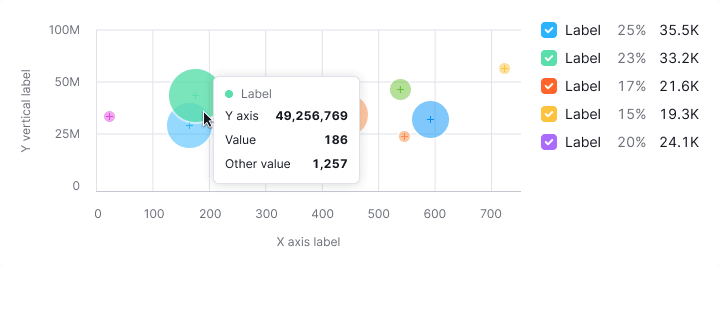 100M
50M
25M
0
Y vertical label
0 100 200 300 400 500 600 700
X axis label
Label
Y axis 49,256,769
Value 186
Other value 1,257
Label 25% 35.5K
Label 23% 33.2K
Label 17% 21.6K
Label 15% 19.3K
Label 20% 24.1K